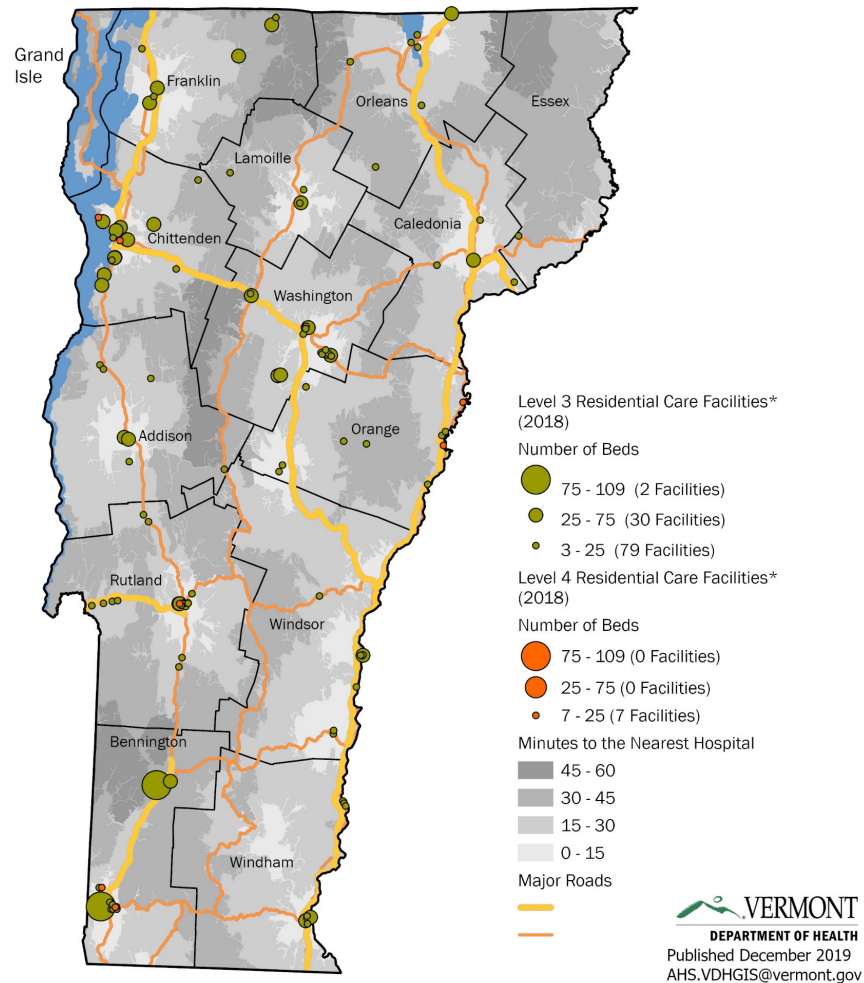 Grand
Isle
Franklin
Orleans
Essex
Lamoille
Caledonia
Chittenden
Washington
Addison
Orange
Rutland
Windsor
Bennington
Windham
Level 3 Residential Care Facilities*
(2018)
Number of Beds
75 - 109 (2 Facilities)
25 - 75 (30 Facilities)
3 - 25 (79 Facilities)
Level 4 Residential Care Facilities*
(2018)
Number of Beds
75 - 109 (0 Facilities)
25 - 75 (0 Facilities)
7 - 25 (7 Facilities)
Minutes to the Nearest Hospital
45 - 60
30 - 45
15 - 30
0 - 15
Major Roads
VERMONT
DEPARTMENT OF HEALTH
Published December 2019
AHS.VDHGIS@vermont.gov